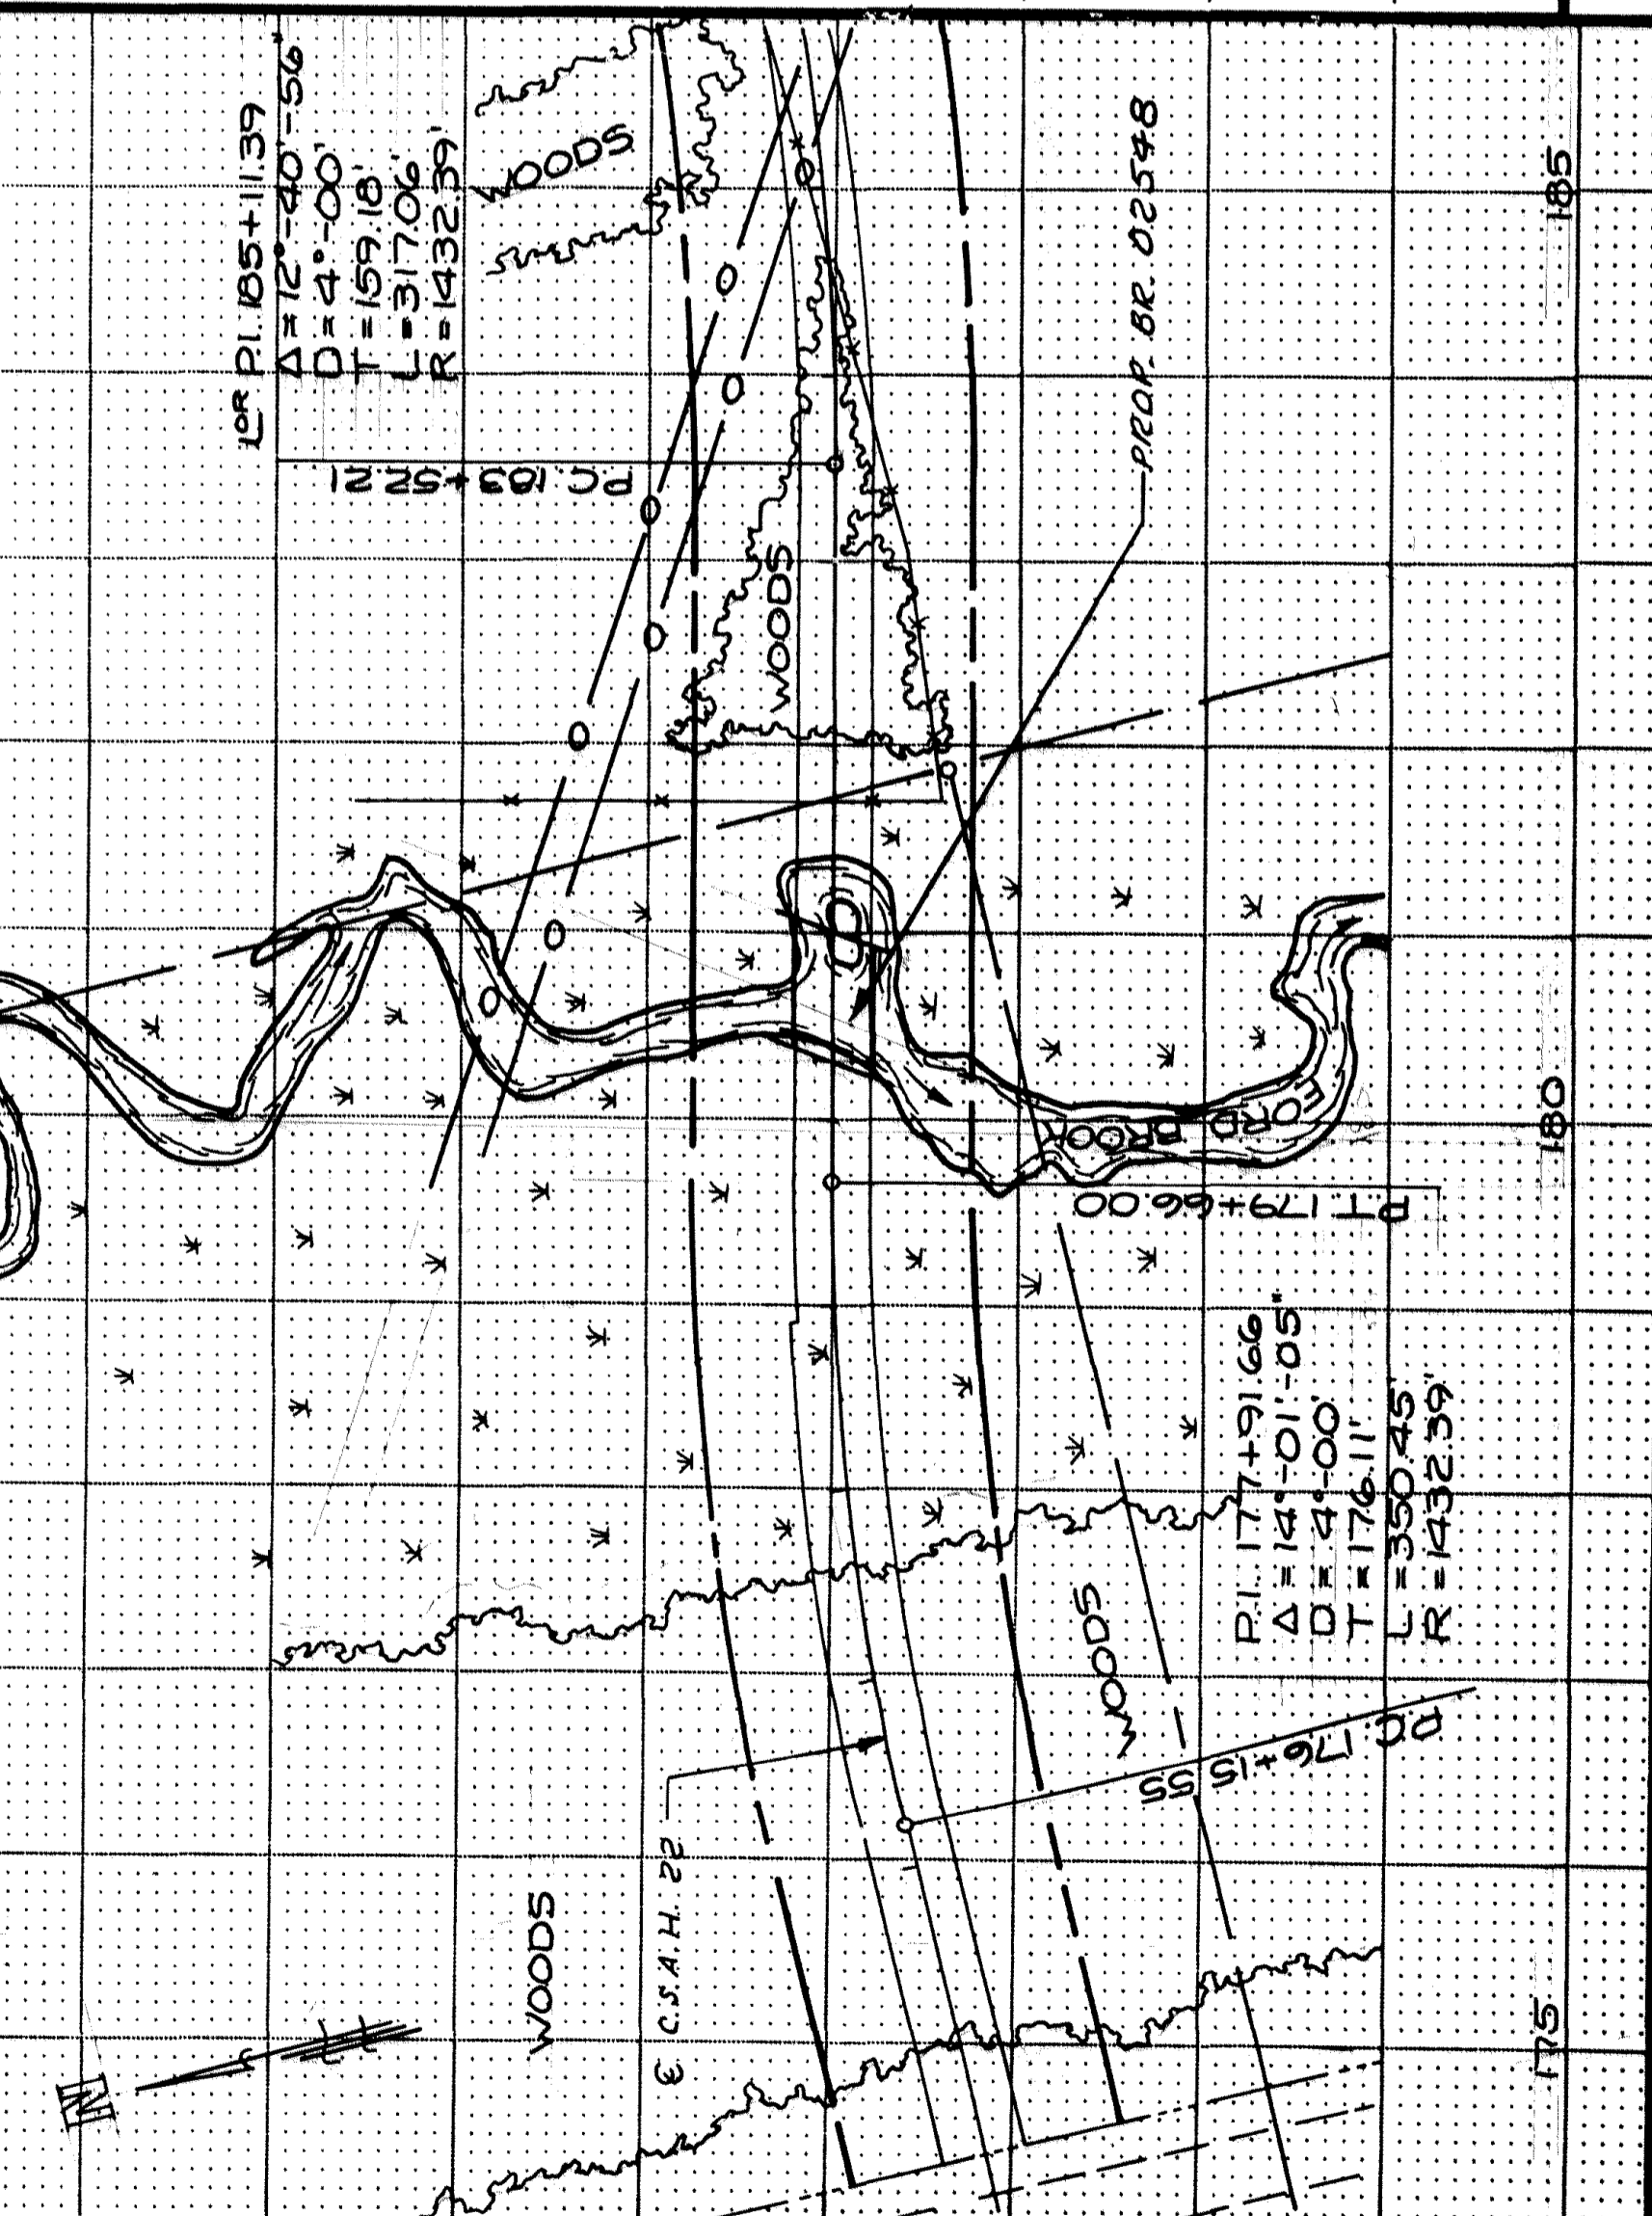 LOR P.I. 185+11.39
Δ=12°-40'-56"
D=4°-00'
T=159.18'
L=317.06'
R=1432.39'
WOODS
P.C. 183+52.21
WOODS
PROP. BR. 02548
185
FORD BROOK
180
P.T. 179+66.00
P.I. 177+91.66
Δ=14°-01'-05"
D=4°-00'
T=176.11'
L=350.45'
R=1432.39'
WOODS
P.C. 176+15.55
℄ C.S.A.H. 22
WOODS
N
175